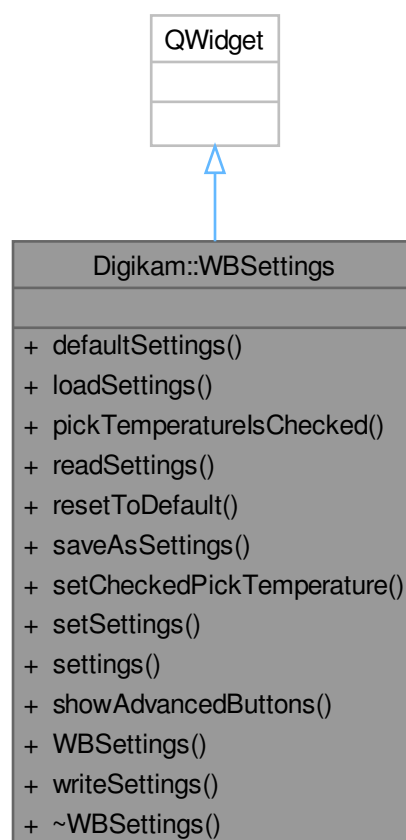 QWidget
Digikam::WBSettings
+ defaultSettings()
+ loadSettings()
+ pickTemperatureIsChecked()
+ readSettings()
+ resetToDefault()
+ saveAsSettings()
+ setCheckedPickTemperature()
+ setSettings()
+ settings()
+ showAdvancedButtons()
+ WBSettings()
+ writeSettings()
+ ~WBSettings()